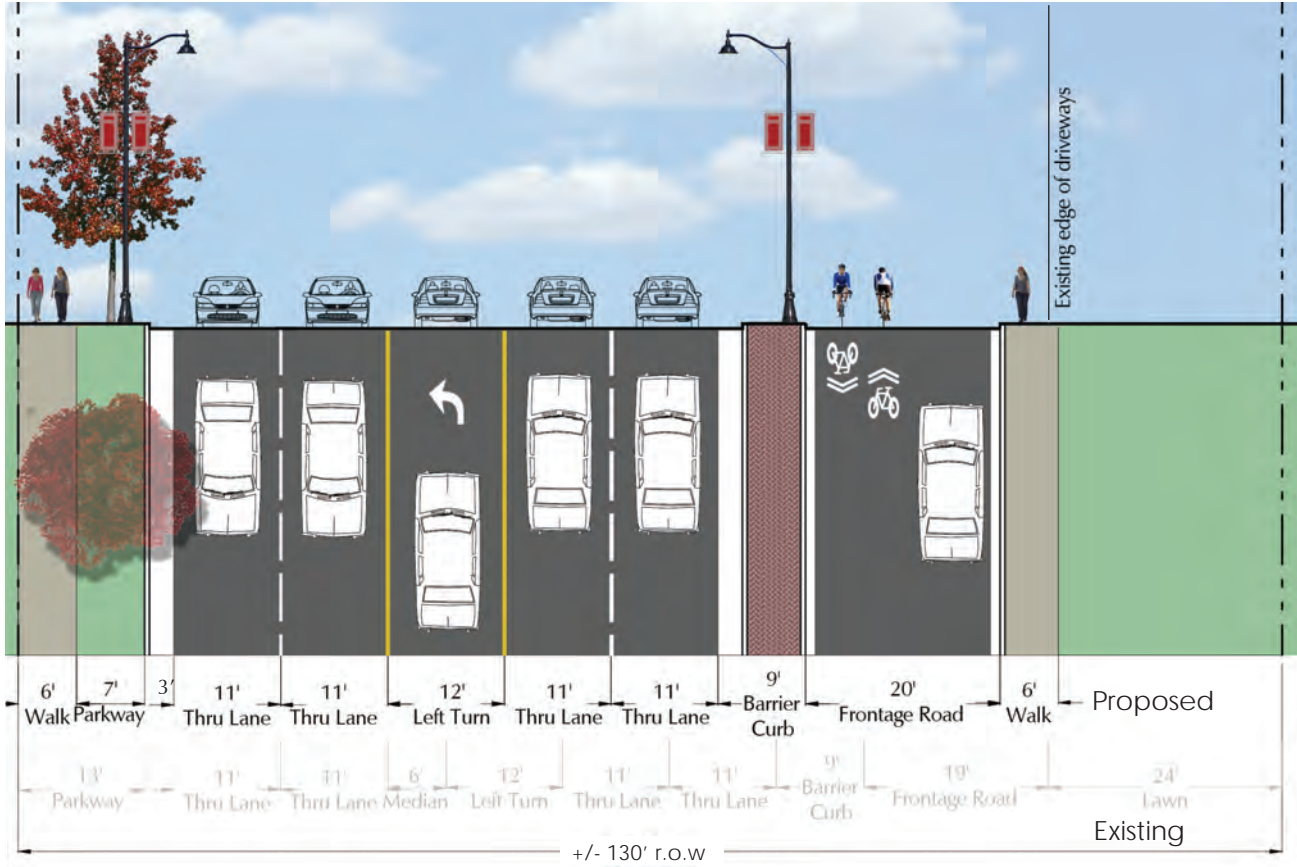 Existing edge of driveways
6' 7' 3' 11' 11' 12' 11' 11' 9' 20' 6' Proposed
Walk Parkway Thru Lane Thru Lane Left Turn Thru Lane Thru Lane Barrier Curb Frontage Road Walk
13' 11' 11' 6' 12' 11' 11' 9' 19' 24'
Parkway Thru Lane Thru Lane Median Left Turn Thru Lane Thru Lane Barrier Curb Frontage Road Lawn
Existing
+/- 130' r.o.w